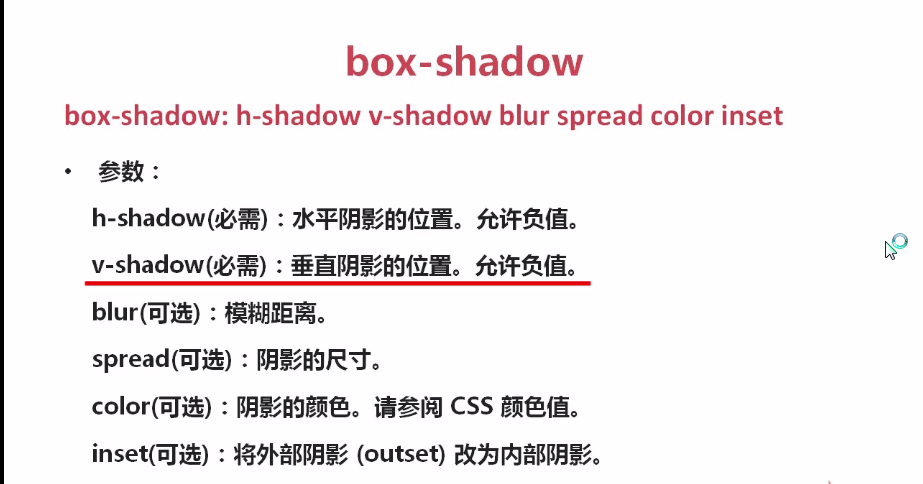 box-shadow
box-shadow: h-shadow v-shadow blur spread color inset
• 参数：
h-shadow(必需)：水平阴影的位置。允许负值。
v-shadow(必需)：垂直阴影的位置。允许负值。
blur(可选)：模糊距离。
spread(可选)：阴影的尺寸。
color(可选)：阴影的颜色。请参阅 CSS 颜色值。
inset(可选)：将外部阴影 (outset) 改为内部阴影。